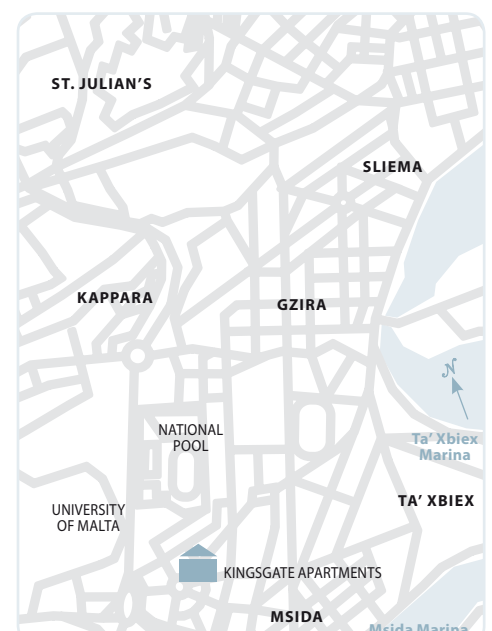 ST. JULIAN'S
SLIEMA
KAPPARA
GZIRA
N
Ta' Xbiex
Marina
NATIONAL
POOL
TA' XBIEX
UNIVERSITY
OF MALTA
KINGSGATE APARTMENTS
MSIDA
Msida Marina